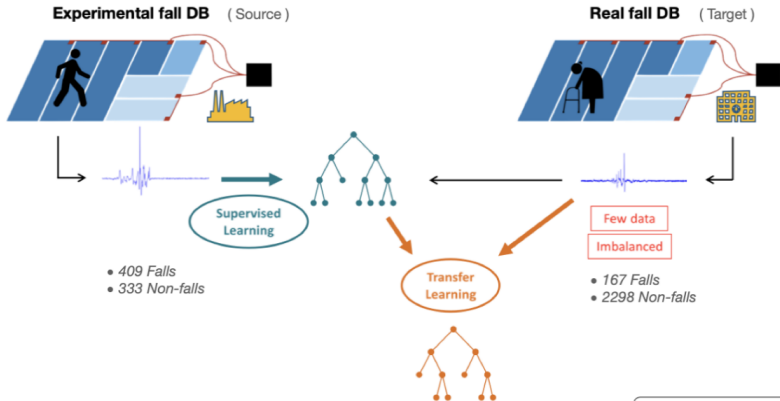 Experimental fall DB ( Source )
Real fall DB ( Target )
Supervised
Learning
Few data
Imbalanced
• 409 Falls
• 333 Non-falls
Transfer
Learning
• 167 Falls
• 2298 Non-falls